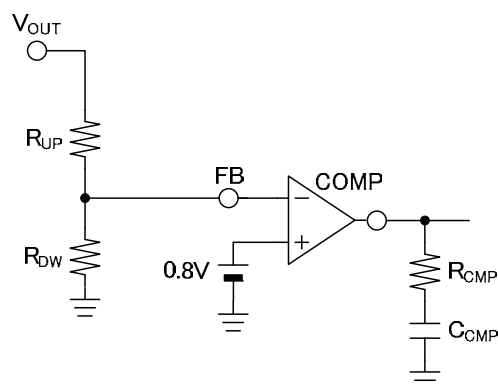 VOUT
RUP
FB
COMP
−
+
RDW
0.8V
RCMP
CCMP